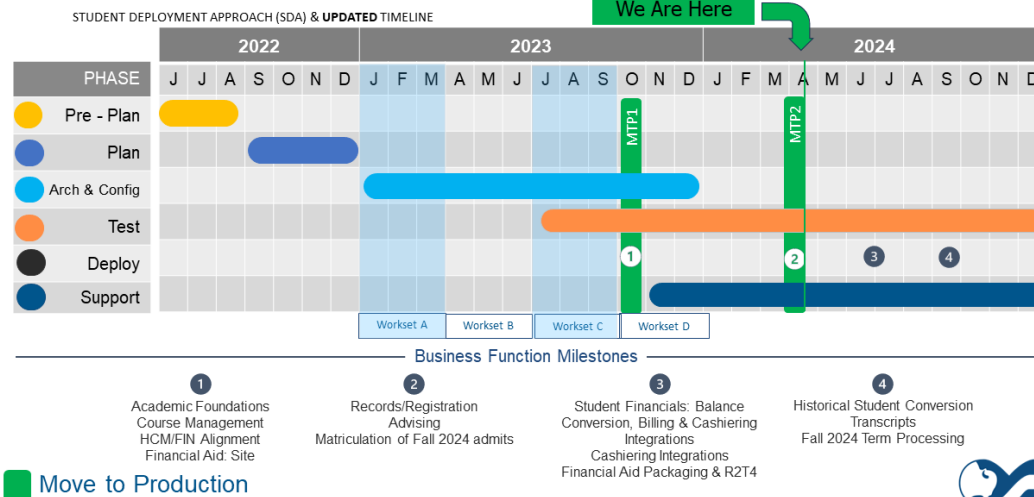 STUDENT DEPLOYMENT APPROACH (SDA) & UPDATED TIMELINE
We Are Here
2022 2023 2024
PHASE J J A S O N D J F M A M J J A S O N D J F M A M J J A S O N D
Pre - Plan
Plan
Arch & Config
Test
Deploy
Support
MTP1
MTP2
1 2 3 4
Workset A Workset B Workset C Workset D
Business Function Milestones
1
Academic Foundations
Course Management
HCM/FIN Alignment
Financial Aid: Site
2
Records/Registration
Advising
Matriculation of Fall 2024 admits
3
Student Financials: Balance
Conversion, Billing & Cashiering
Integrations
Cashiering Integrations
Financial Aid Packaging & R2T4
4
Historical Student Conversion
Transcripts
Fall 2024 Term Processing
Move to Production